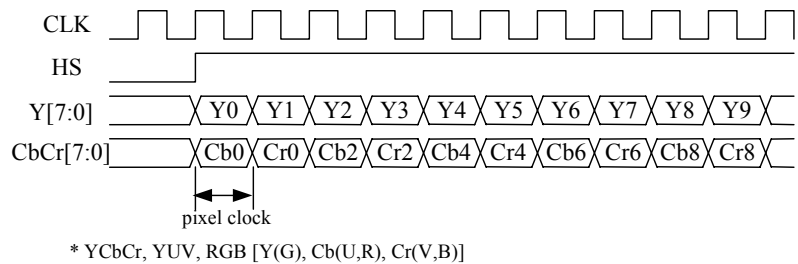 CLK
HS
Y[7:0] Y0 Y1 Y2 Y3 Y4 Y5 Y6 Y7 Y8 Y9
CbCr[7:0] Cb0 Cr0 Cb2 Cr2 Cb4 Cr4 Cb6 Cr6 Cb8 Cr8
pixel clock
* YCbCr, YUV, RGB [Y(G), Cb(U,R), Cr(V,B)]